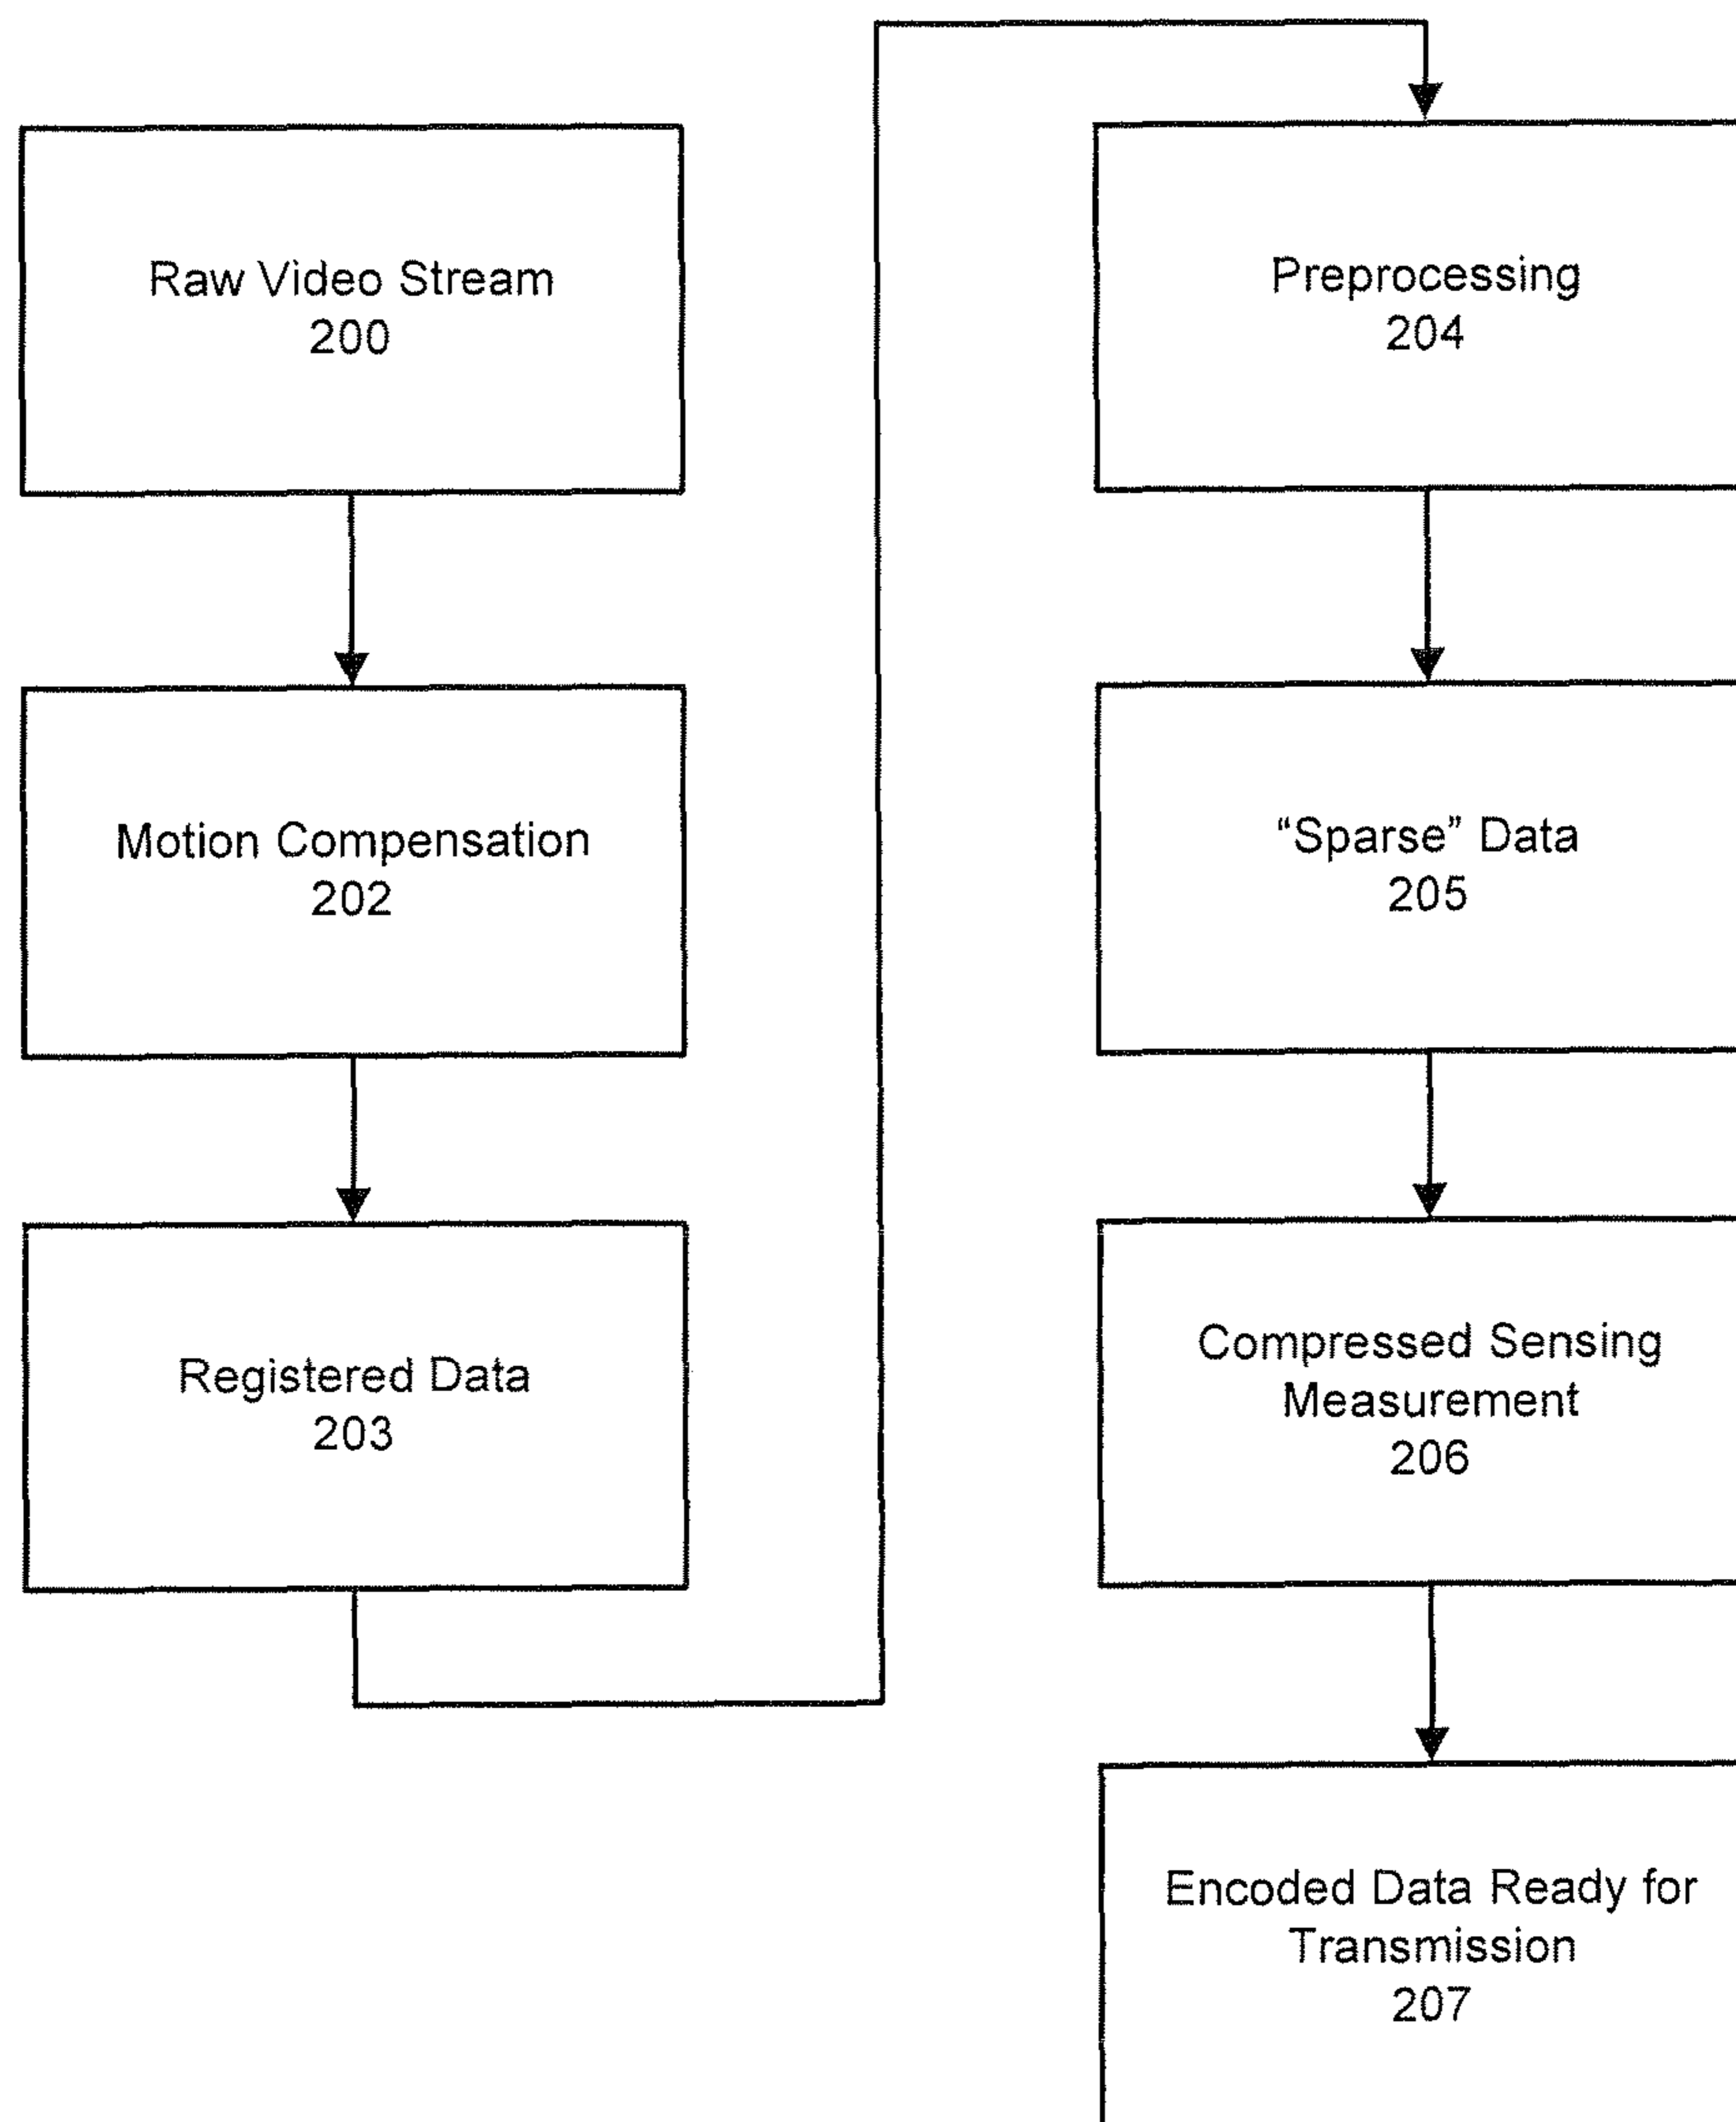 Raw Video Stream
200
Motion Compensation
202
Registered Data
203
Preprocessing
204
“Sparse” Data
205
Compressed Sensing
Measurement
206
Encoded Data Ready for
Transmission
207